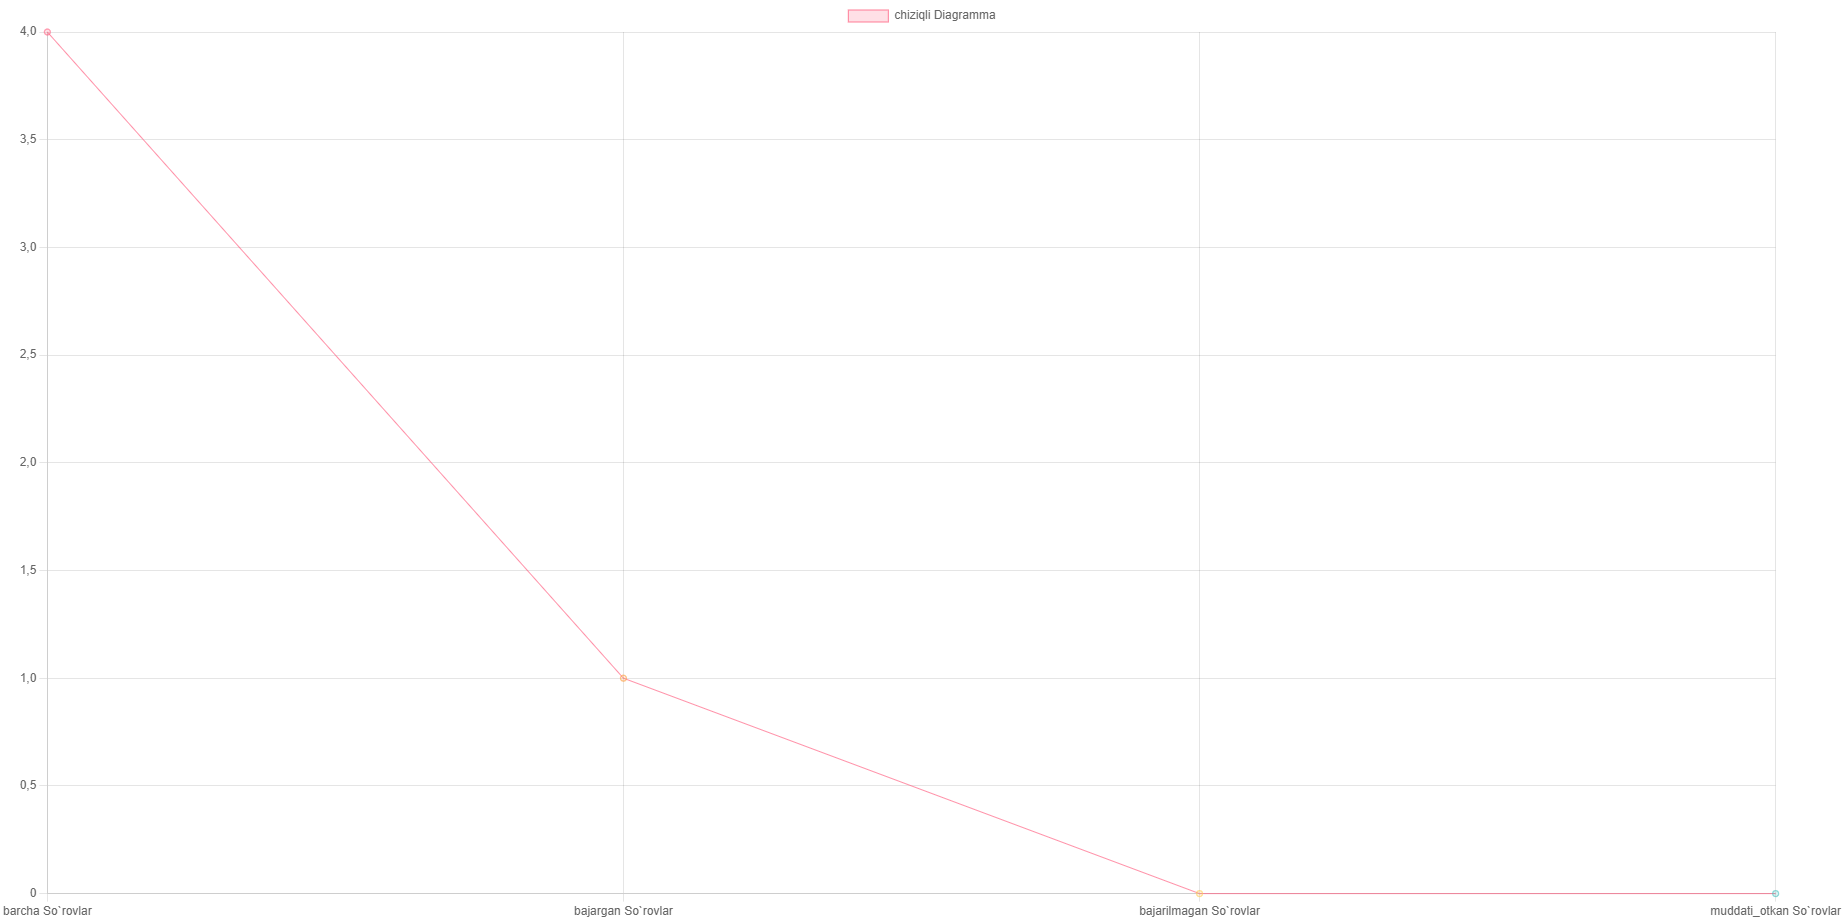 chiziqli Diagramma
4,0
3,5
3,0
2,5
2,0
1,5
1,0
0,5
0
barcha So`rovlar
bajargan So`rovlar
bajarilmagan So`rovlar
muddati_otkan So`rovlar